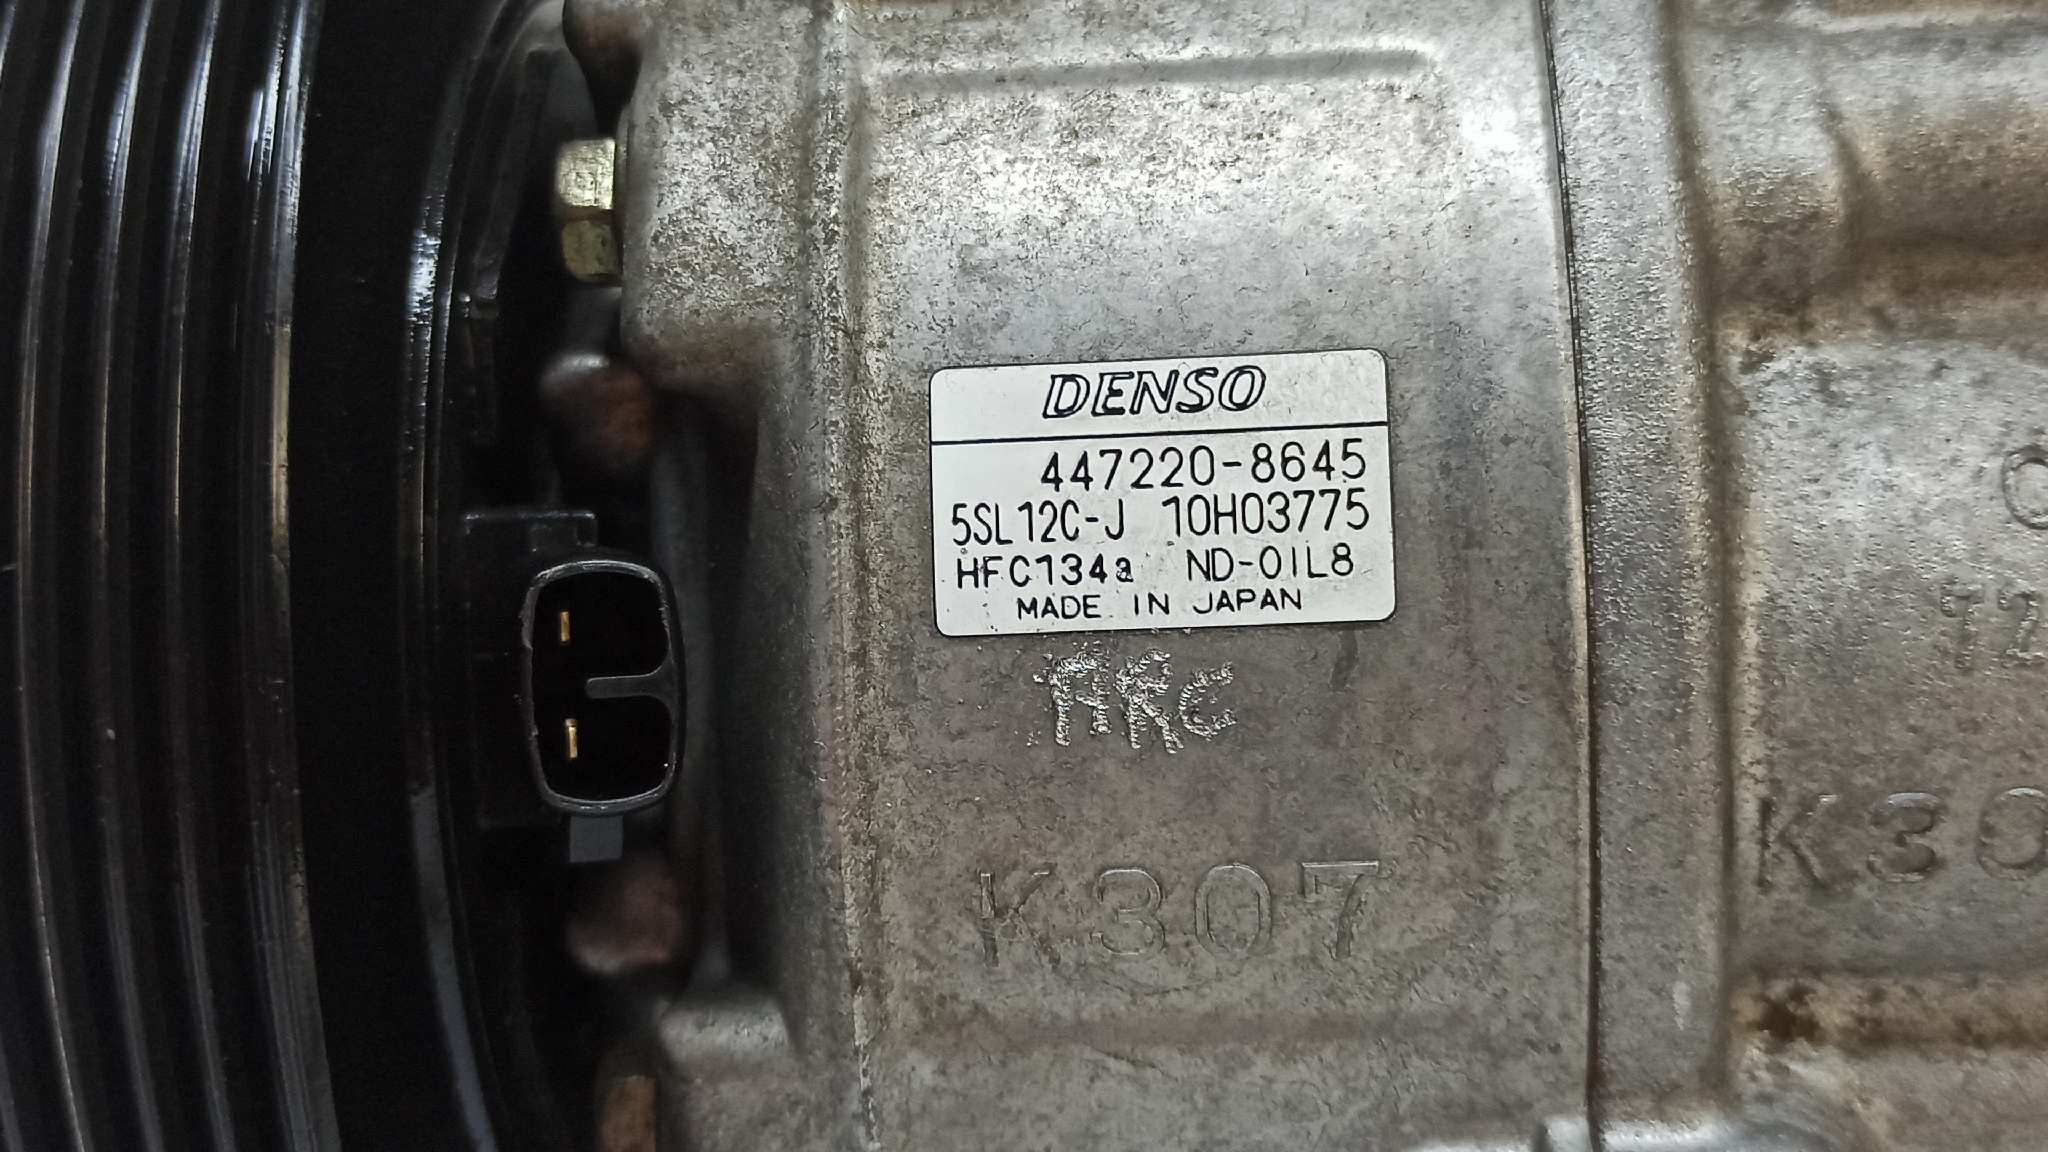 DENSO
447220-8645
5SL12C-J 10H03775
HFC134a ND-OIL8
MADE IN JAPAN
K307
K30